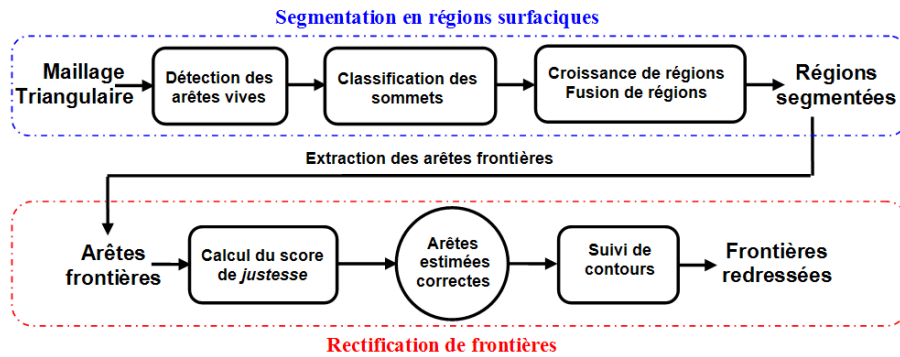 Segmentation en régions surfaciques
Maillage
Triangulaire
Détection des
arêtes vives
Classification des
sommets
Croissance de régions
Fusion de régions
Régions
segmentées
Extraction des arêtes frontières
Arêtes
frontières
Calcul du score
de justesse
Arêtes
estimées
correctes
Suivi de
contours
Frontières
redressées
Rectification de frontières